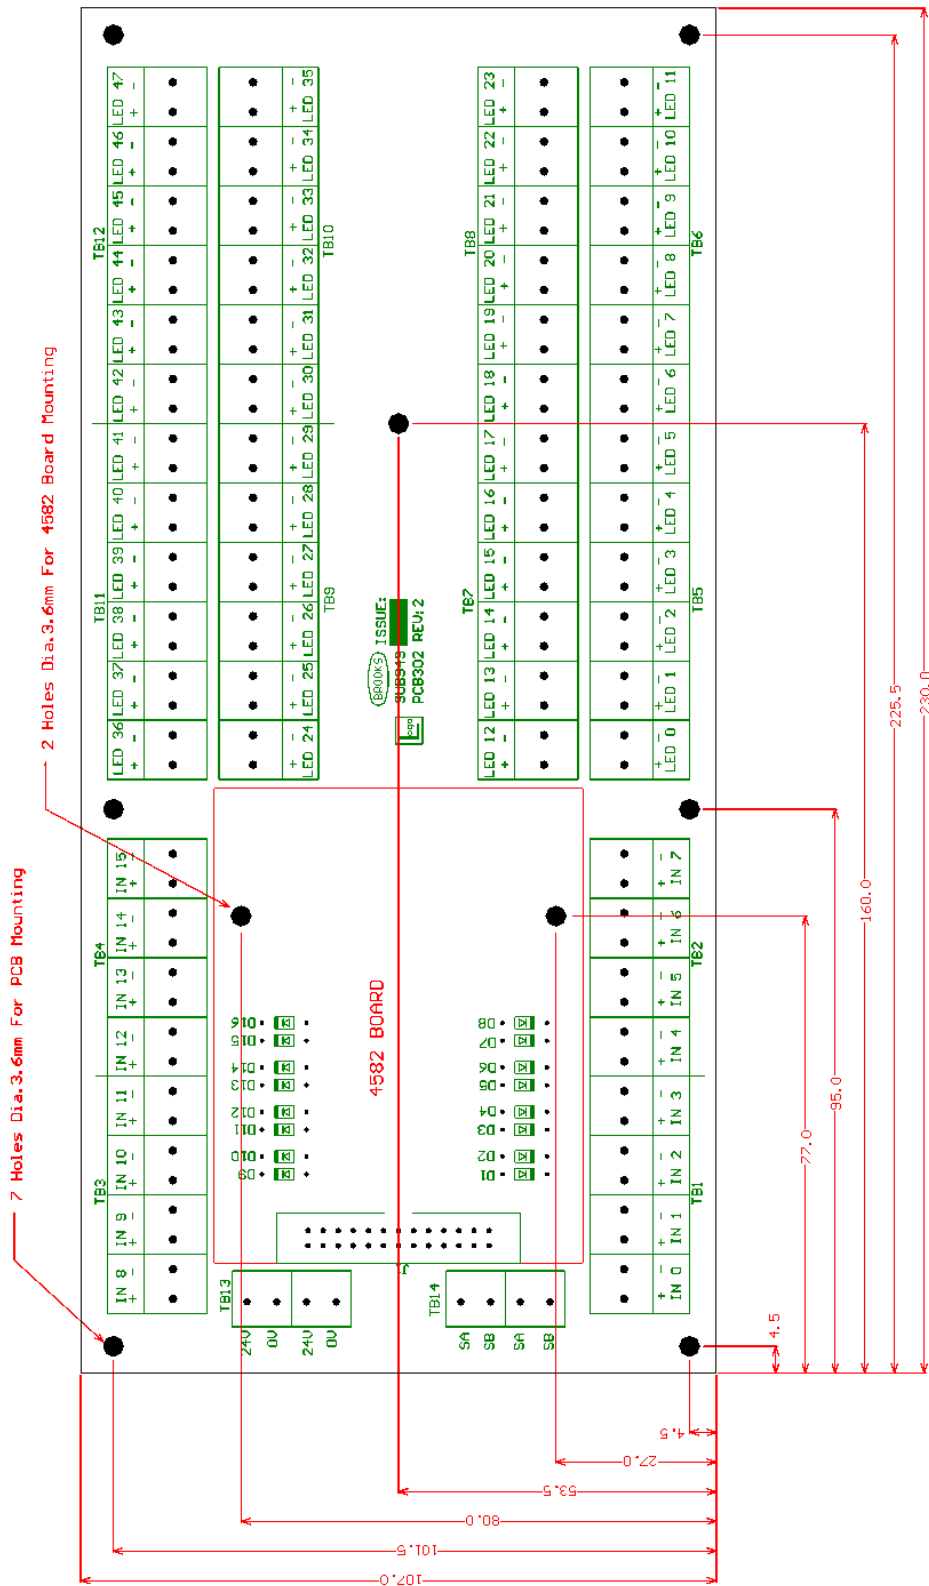 7 Holes Dia.3.6mm For PCB Mounting
2 Holes Dia.3.6mm For 4582 Board Mounting
LED 36 - +
LED 37 - +
LED 38 - +
LED 39 - +
LED 40 - +
LED 41 - +
LED 42 - +
LED 43 - +
LED 44 - +
LED 45 - +
LED 46 - +
LED 47 - +
TB11
TB12
LED 24 - +
LED 25 - +
LED 26 - +
LED 27 - +
LED 28 - +
LED 29 - +
LED 30 - +
LED 31 - +
LED 32 - +
LED 33 - +
LED 34 - +
LED 35 - +
TB9
TB10
BROOKS
ISSUE:
PCB302 REV:2
Logo
LED 12 - +
LED 13 - +
LED 14 - +
LED 15 - +
LED 16 - +
LED 17 - +
LED 18 - +
LED 19 - +
LED 20 - +
LED 21 - +
LED 22 - +
LED 23 - +
TB7
TB8
LED 0 - +
LED 1 - +
LED 2 - +
LED 3 - +
LED 4 - +
LED 5 - +
LED 6 - +
LED 7 - +
LED 8 - +
LED 9 - +
LED 10 - +
LED 11 - +
TB5
TB6
IN 8 - +
IN 9 - +
IN 10 - +
IN 11 - +
IN 12 - +
IN 13 - +
IN 14 - +
IN 15 - +
TB3
TB4
D16
D15
D14
D13
D12
D11
D10
D9
4582 BOARD
D8
D7
D6
D5
D4
D3
D2
D1
IN 0 - +
IN 1 - +
IN 2 - +
IN 3 - +
IN 4 - +
IN 5 - +
IN 6 - +
IN 7 - +
TB1
TB2
TB13
24V
0V
24V
0V
TB14
SA
SB
SA
SB
4.5
77.0
95.0
160.0
225.5
230.0
4.5
27.0
53.5
80.0
101.5
107.0